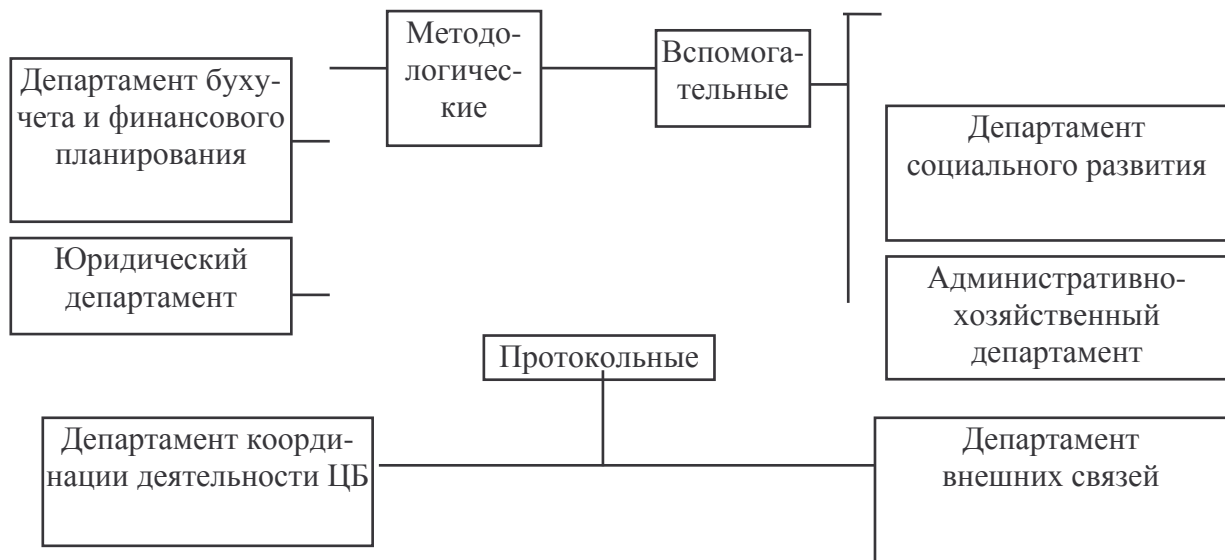 Департамент буху-
чета и финансового
планирования
Методо-
логичес-
кие
Вспомога-
тельные
Департамент
социального развития
Юридический
департамент
Административно-
хозяйственный
департамент
Протокольные
Департамент коорди-
нации деятельности ЦБ
Департамент
внешних связей